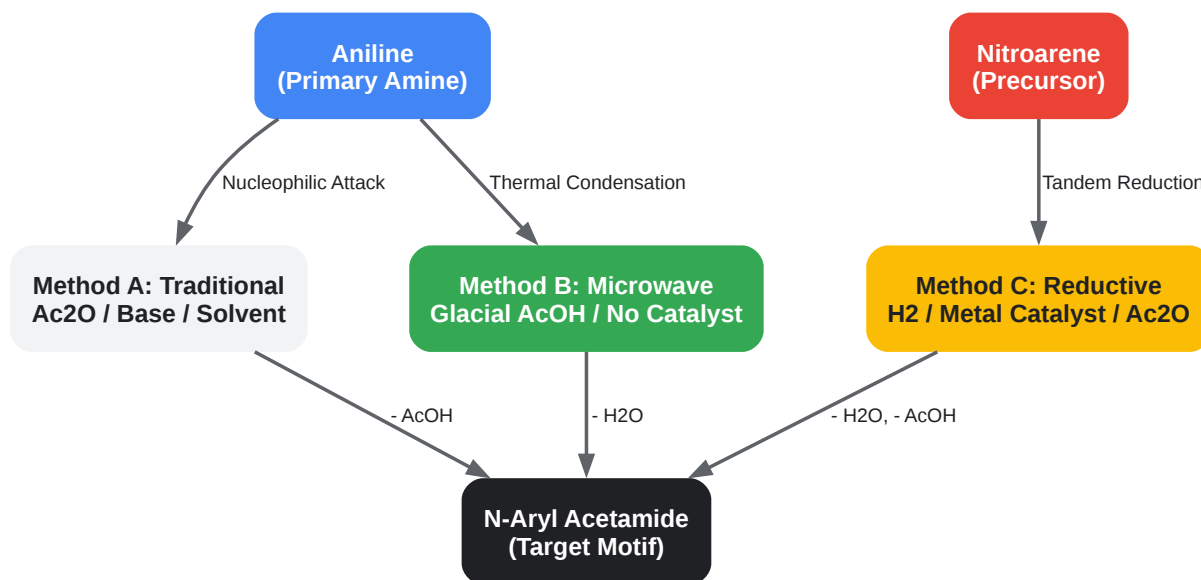 Aniline
(Primary Amine)
Nitroarene
(Precursor)
Nucleophilic Attack
Thermal Condensation
Tandem Reduction
Method A: Traditional
Ac2O / Base / Solvent
Method B: Microwave
Glacial AcOH / No Catalyst
Method C: Reductive
H2 / Metal Catalyst / Ac2O
- AcOH
- H2O
- H2O, - AcOH
N-Aryl Acetamide
(Target Motif)